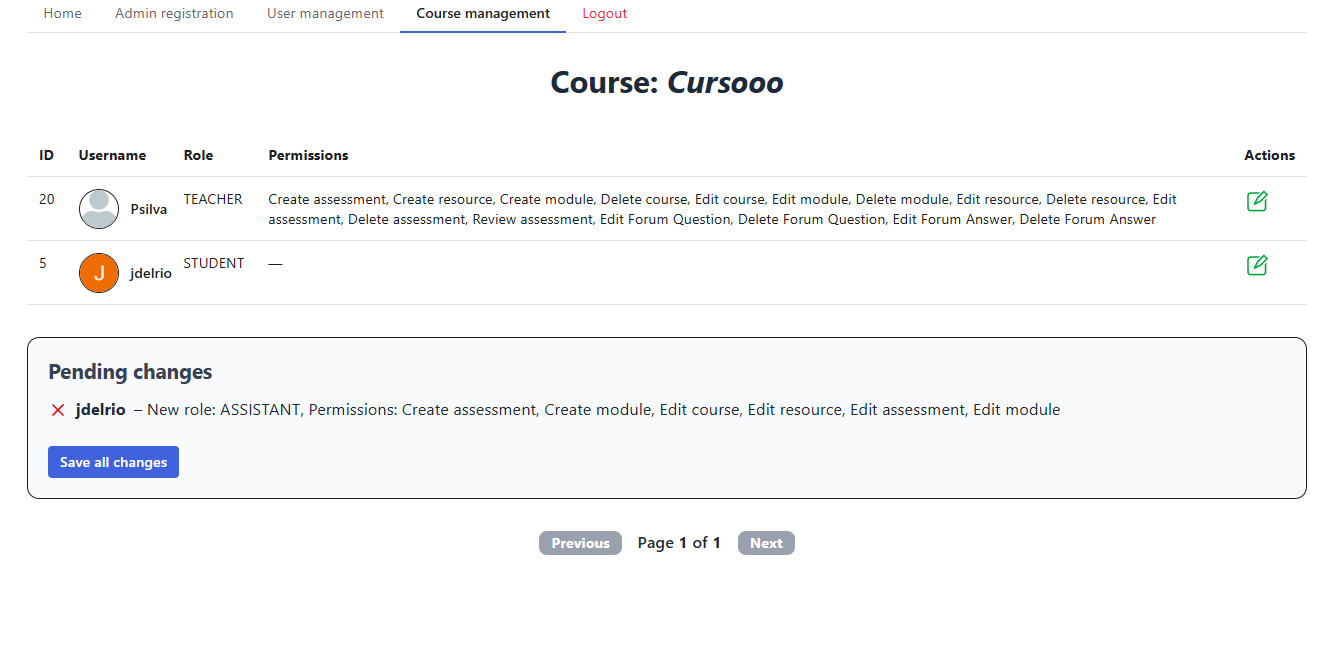 Home Admin registration User management Course management Logout
Course: Cursooo
ID Username Role Permissions Actions
20 Psilva TEACHER Create assessment, Create resource, Create module, Delete course, Edit course, Edit module, Delete module, Edit resource, Delete resource, Edit
assessment, Delete assessment, Review assessment, Edit Forum Question, Delete Forum Question, Edit Forum Answer, Delete Forum Answer
5 J jdelrio STUDENT —
Pending changes
jdelrio – New role: ASSISTANT, Permissions: Create assessment, Create module, Edit course, Edit resource, Edit assessment, Edit module
Save all changes
Previous Page 1 of 1 Next